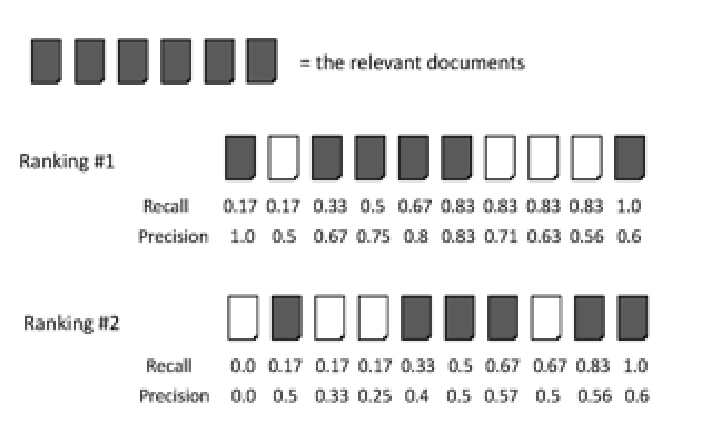 = the relevant documents
Ranking #1
Recall 0.17 0.17 0.33 0.5 0.67 0.83 0.83 0.83 0.83 1.0
Precision 1.0 0.5 0.67 0.75 0.8 0.83 0.71 0.63 0.56 0.6
Ranking #2
Recall 0.0 0.17 0.17 0.17 0.33 0.5 0.67 0.67 0.83 1.0
Precision 0.0 0.5 0.33 0.25 0.4 0.5 0.57 0.5 0.56 0.6